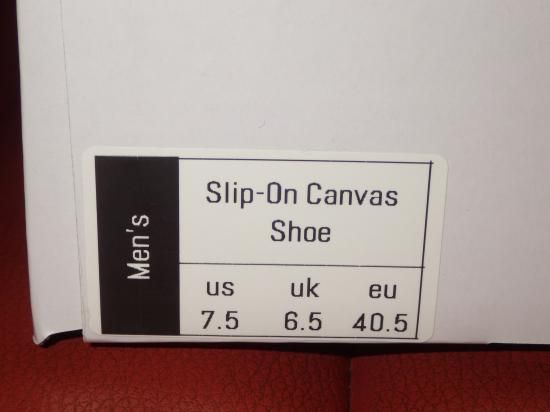 Men's
Slip-On Canvas
Shoe
us uk eu
7.5 6.5 40.5